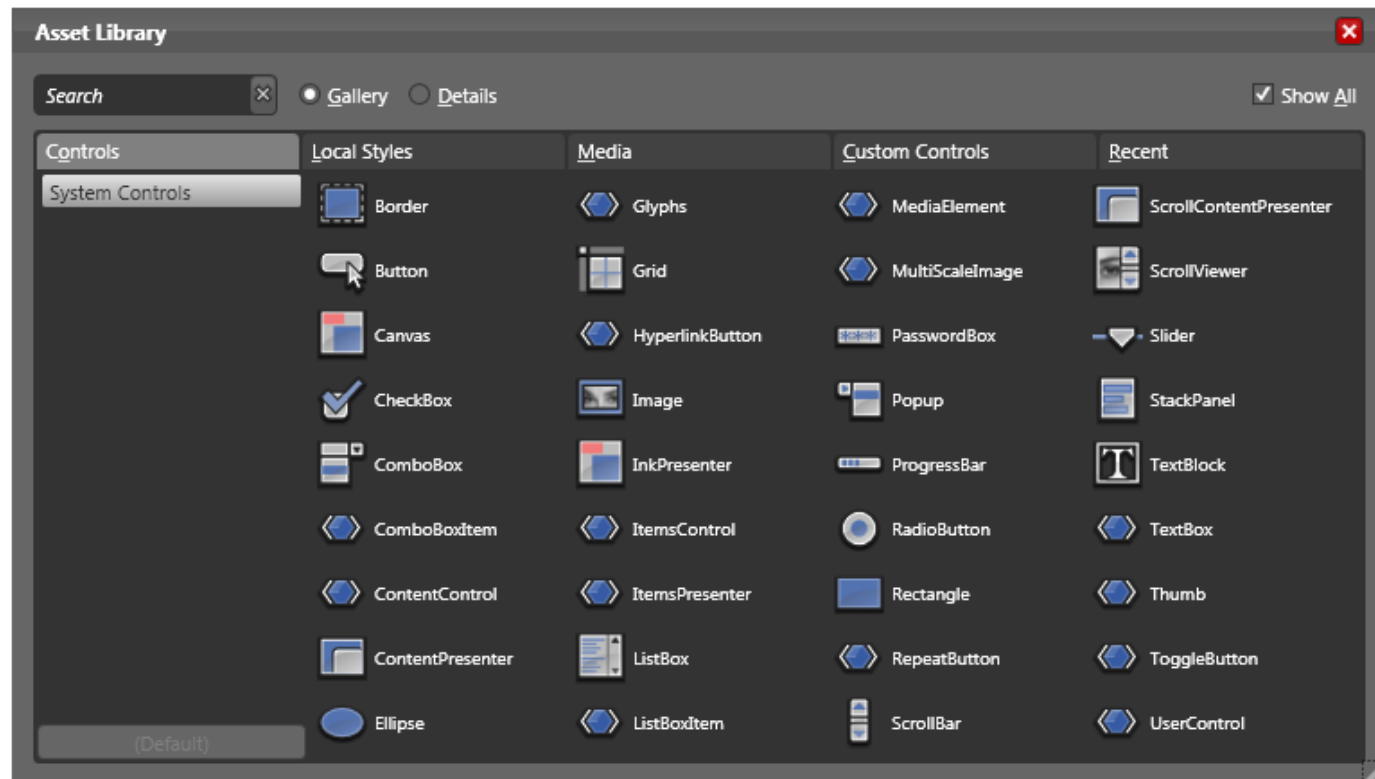 Asset Library
Search Gallery Details Show All
Controls Local Styles Media Custom Controls Recent
System Controls Border Glyphs MediaElement ScrollContentPresenter
Button Grid MultiScaleImage ScrollViewer
Canvas HyperlinkButton PasswordBox Slider
CheckBox Image Popup StackPanel
ComboBox InkPresenter ProgressBar TextBlock
ComboBoxItem ItemsControl RadioButton TextBox
ContentControl ItemsPresenter Rectangle Thumb
ContentPresenter ListBox RepeatButton ToggleButton
Ellipse ListBoxItem ScrollBar UserControl
(Default)